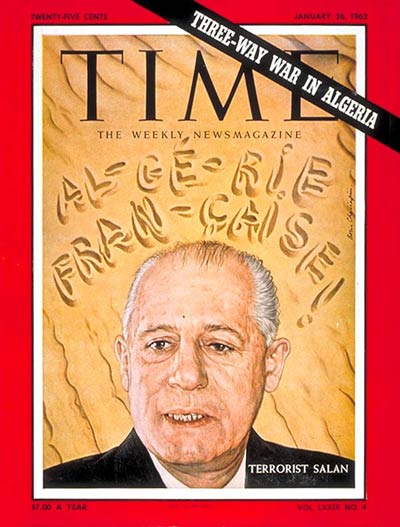 TWENTY-FIVE CENTS
JANUARY 26, 1962
THREE-WAY WAR IN ALGERIA
TIME
THE WEEKLY NEWSMAGAZINE
AL-GÉ-RIE
FRAN-ÇAISE!
TERRORIST SALAN
$7.00 A YEAR
VOL. LXXIX NO. 4